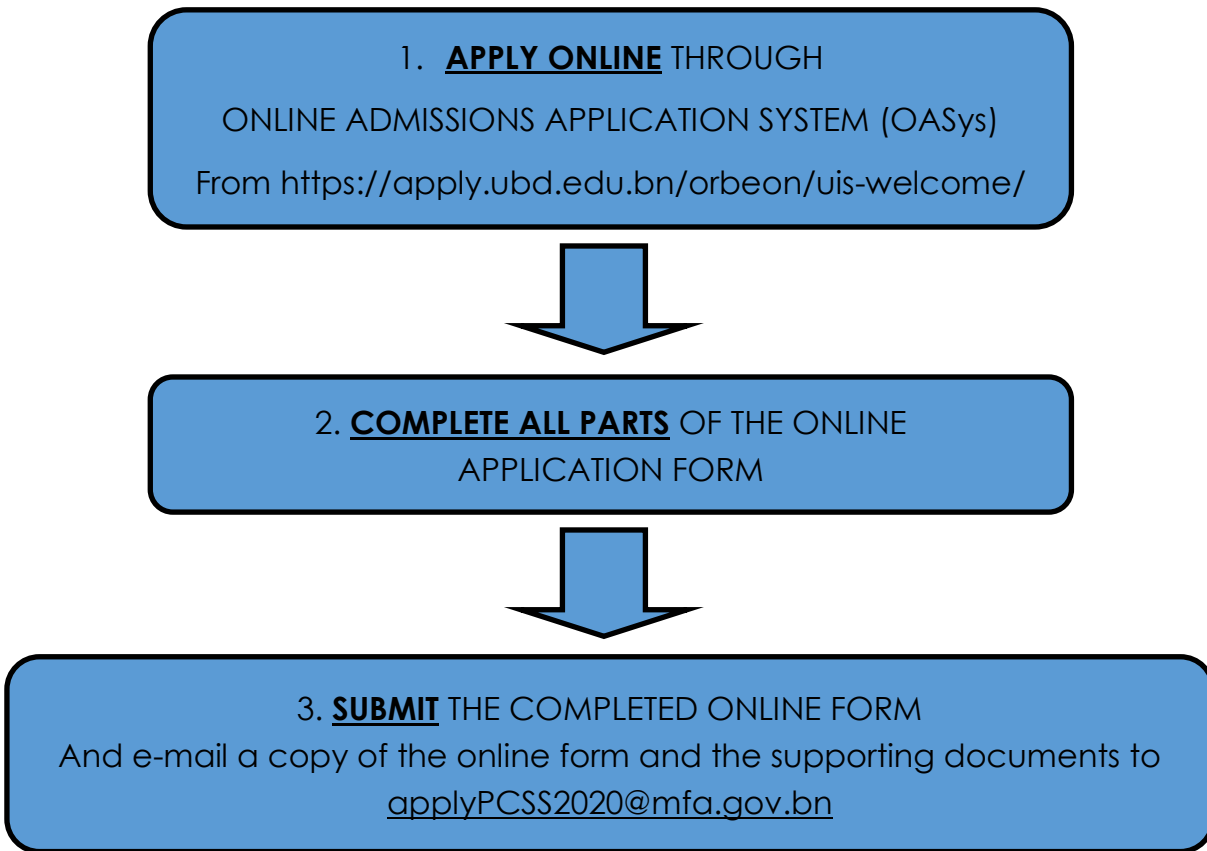 1. APPLY ONLINE THROUGH
ONLINE ADMISSIONS APPLICATION SYSTEM (OASys)
From https://apply.ubd.edu.bn/orbeon/uis-welcome/
2. COMPLETE ALL PARTS OF THE ONLINE
APPLICATION FORM
3. SUBMIT THE COMPLETED ONLINE FORM
And e-mail a copy of the online form and the supporting documents to
applyPCSS2020@mfa.gov.bn